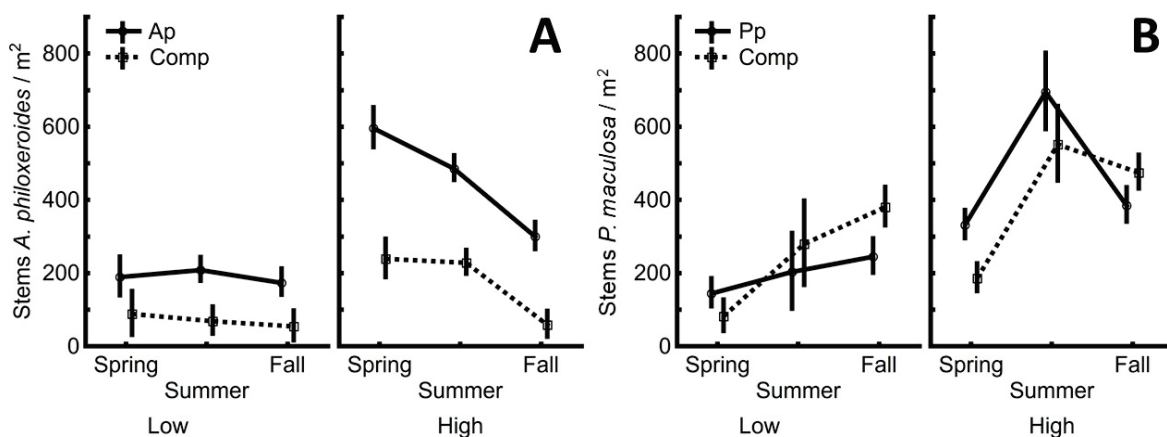 Stems A. philoxeroides / m²
800
600
400
200
0
Ap
Comp
A
Spring
Summer
Fall
Low
Spring
Summer
Fall
High
Stems P. maculosa / m²
800
600
400
200
0
Pp
Comp
B
Spring
Summer
Fall
Low
Spring
Summer
Fall
High